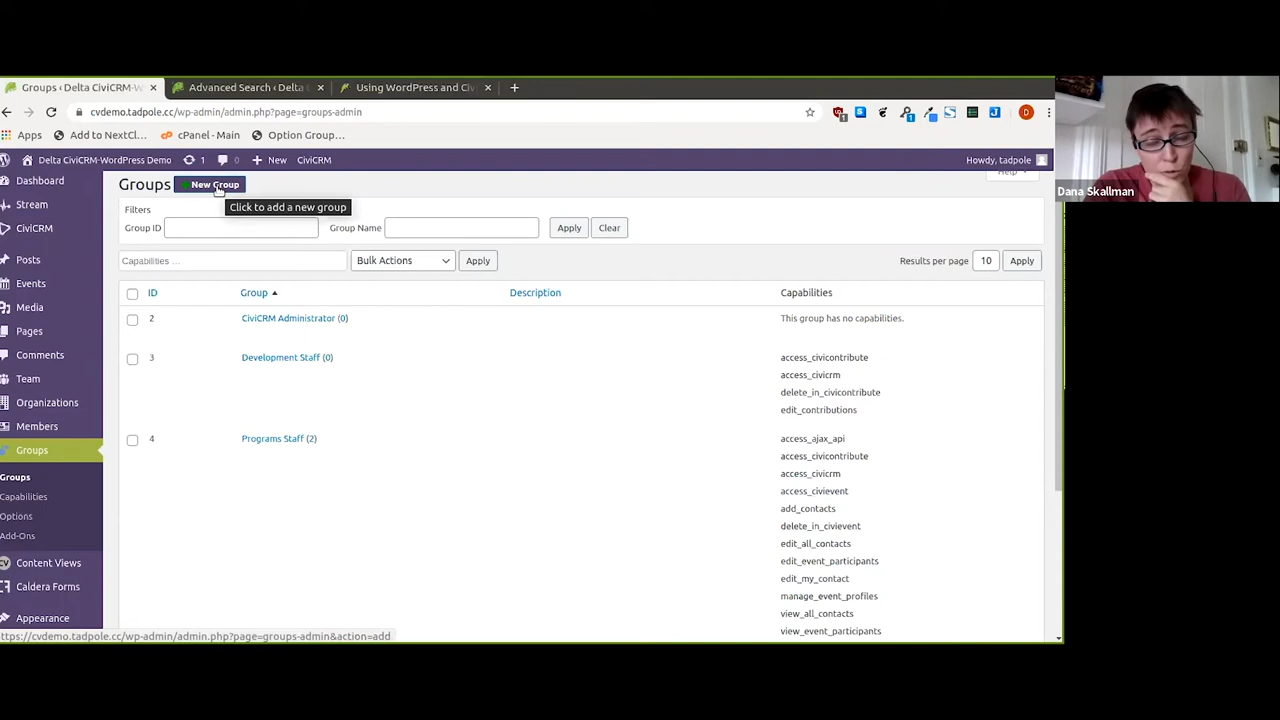 Groups ‹ Delta CiviCRM-W
Advanced Search ‹ Delta C
Using WordPress and Civ
cvdemo.tadpole.cc/wp-admin/admin.php?page=groups-admin
Apps
Add to NextCl...
cPanel - Main
Option Group...
Dana Skallman
Delta CiviCRM-WordPress Demo
1
0
New
CiviCRM
Howdy, tadpole
Dashboard
Stream
CiviCRM
Posts
Events
Media
Pages
Comments
Team
Organizations
Members
Groups
Groups
Capabilities
Options
Add-Ons
Content Views
Caldera Forms
Appearance
Groups
New Group
Help
Click to add a new group
Filters
Group ID
Group Name
Apply
Clear
Capabilities ...
Bulk Actions
Apply
Results per page
10
Apply
ID
Group
Description
Capabilities
2
CiviCRM Administrator (0)
This group has no capabilities.
3
Development Staff (0)
access_civicontribute
access_civicrm
delete_in_civicontribute
edit_contributions
4
Programs Staff (2)
access_ajax_api
access_civicontribute
access_civicrm
access_civievent
add_contacts
delete_in_civievent
edit_all_contacts
edit_event_participants
edit_my_contact
manage_event_profiles
view_all_contacts
view_event_participants
ttps://cvdemo.tadpole.cc/wp-admin/admin.php?page=groups-admin&action=add